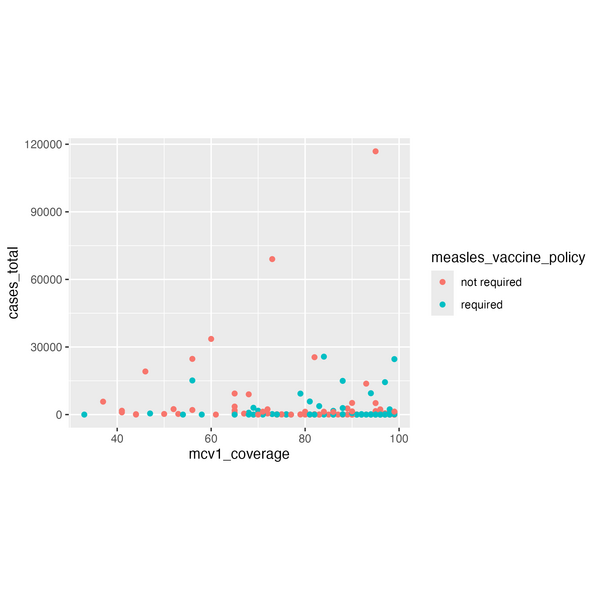 120000
90000
60000
30000
0
cases_total
40
60
80
100
mcv1_coverage
measles_vaccine_policy
not required
required